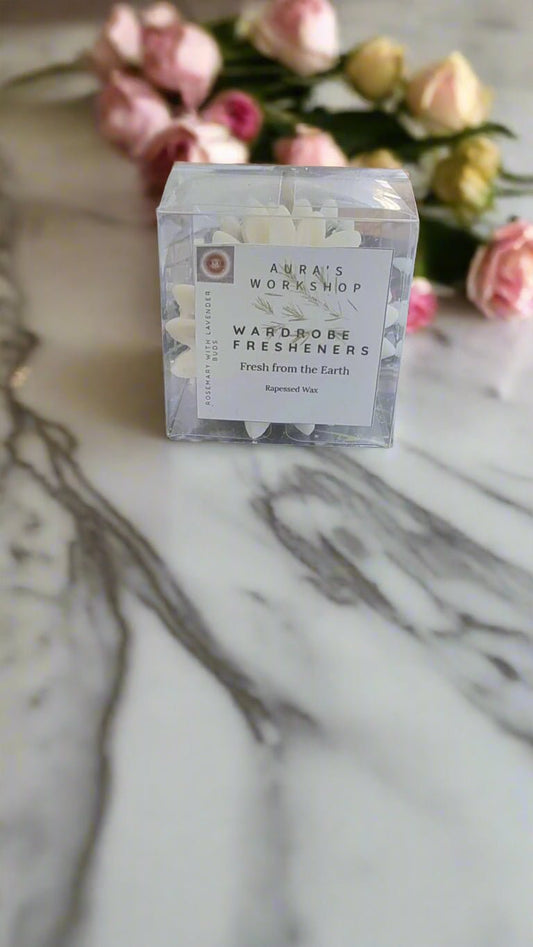 AURA'S
WORKSHOP
WARDROBE
FRESHENERS
Fresh from the Earth
Rapessed Wax
ROSEMARY WITH LAVENDER
BUDS